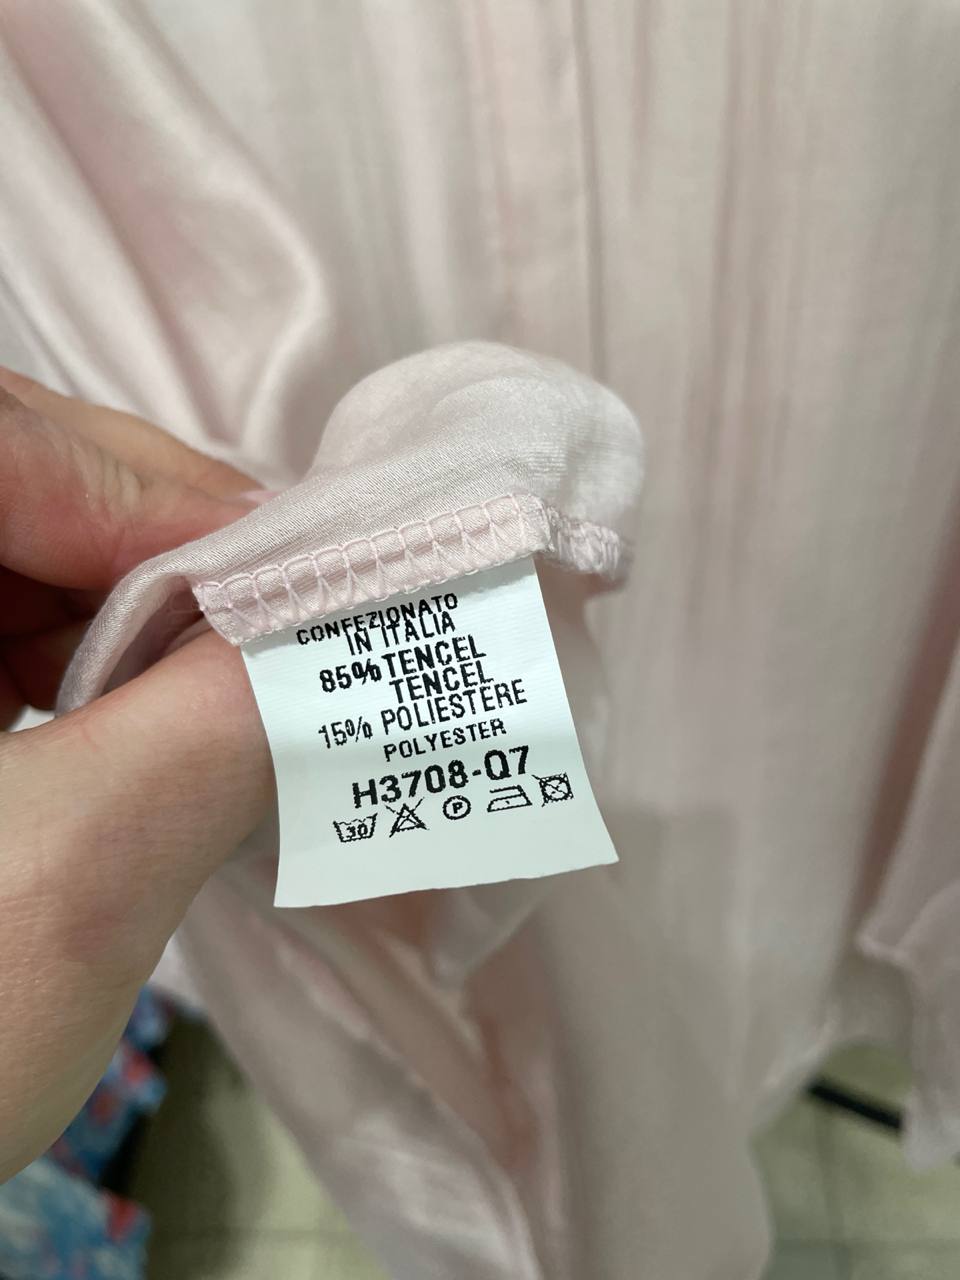 CONFEZIONATO
IN ITALIA
85% TENCEL
TENCEL
15% POLIESTERE
POLYESTER
H3708-Q7
30 P